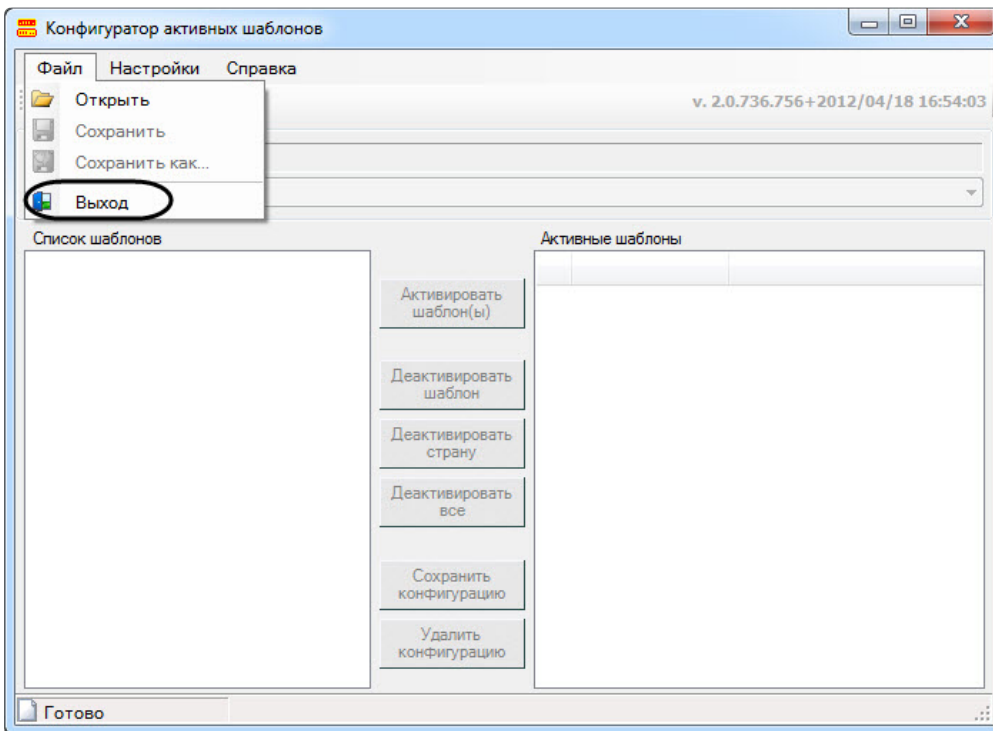 Конфигуратор активных шаблонов
Файл Настройки Справка
Открыть
v. 2.0.736.756+2012/04/18 16:54:03
Сохранить
Сохранить как...
Выход
Список шаблонов
Активные шаблоны
Активировать
шаблон(ы)
Деактивировать
шаблон
Деактивировать
страну
Деактивировать
все
Сохранить
конфигурацию
Удалить
конфигурацию
Готово